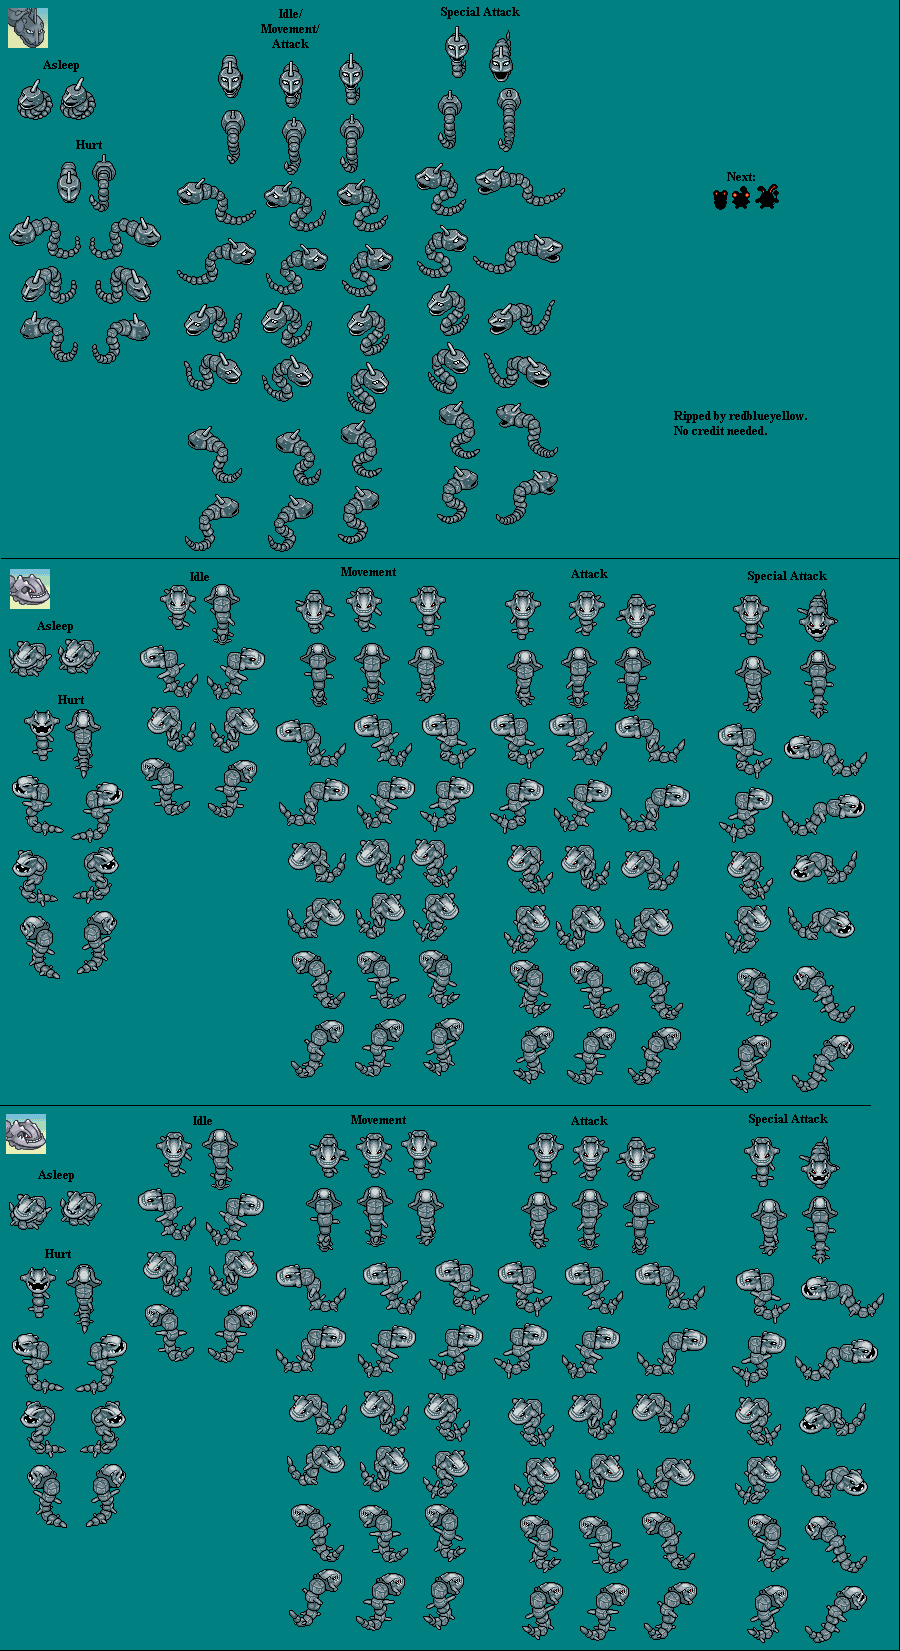 Idle/
Movement/
Attack
Special Attack
Asleep
Hurt
Next:
Ripped by redblueyellow.
No credit needed.
Idle
Movement
Attack
Special Attack
Asleep
Hurt
Idle
Movement
Attack
Special Attack
Asleep
Hurt